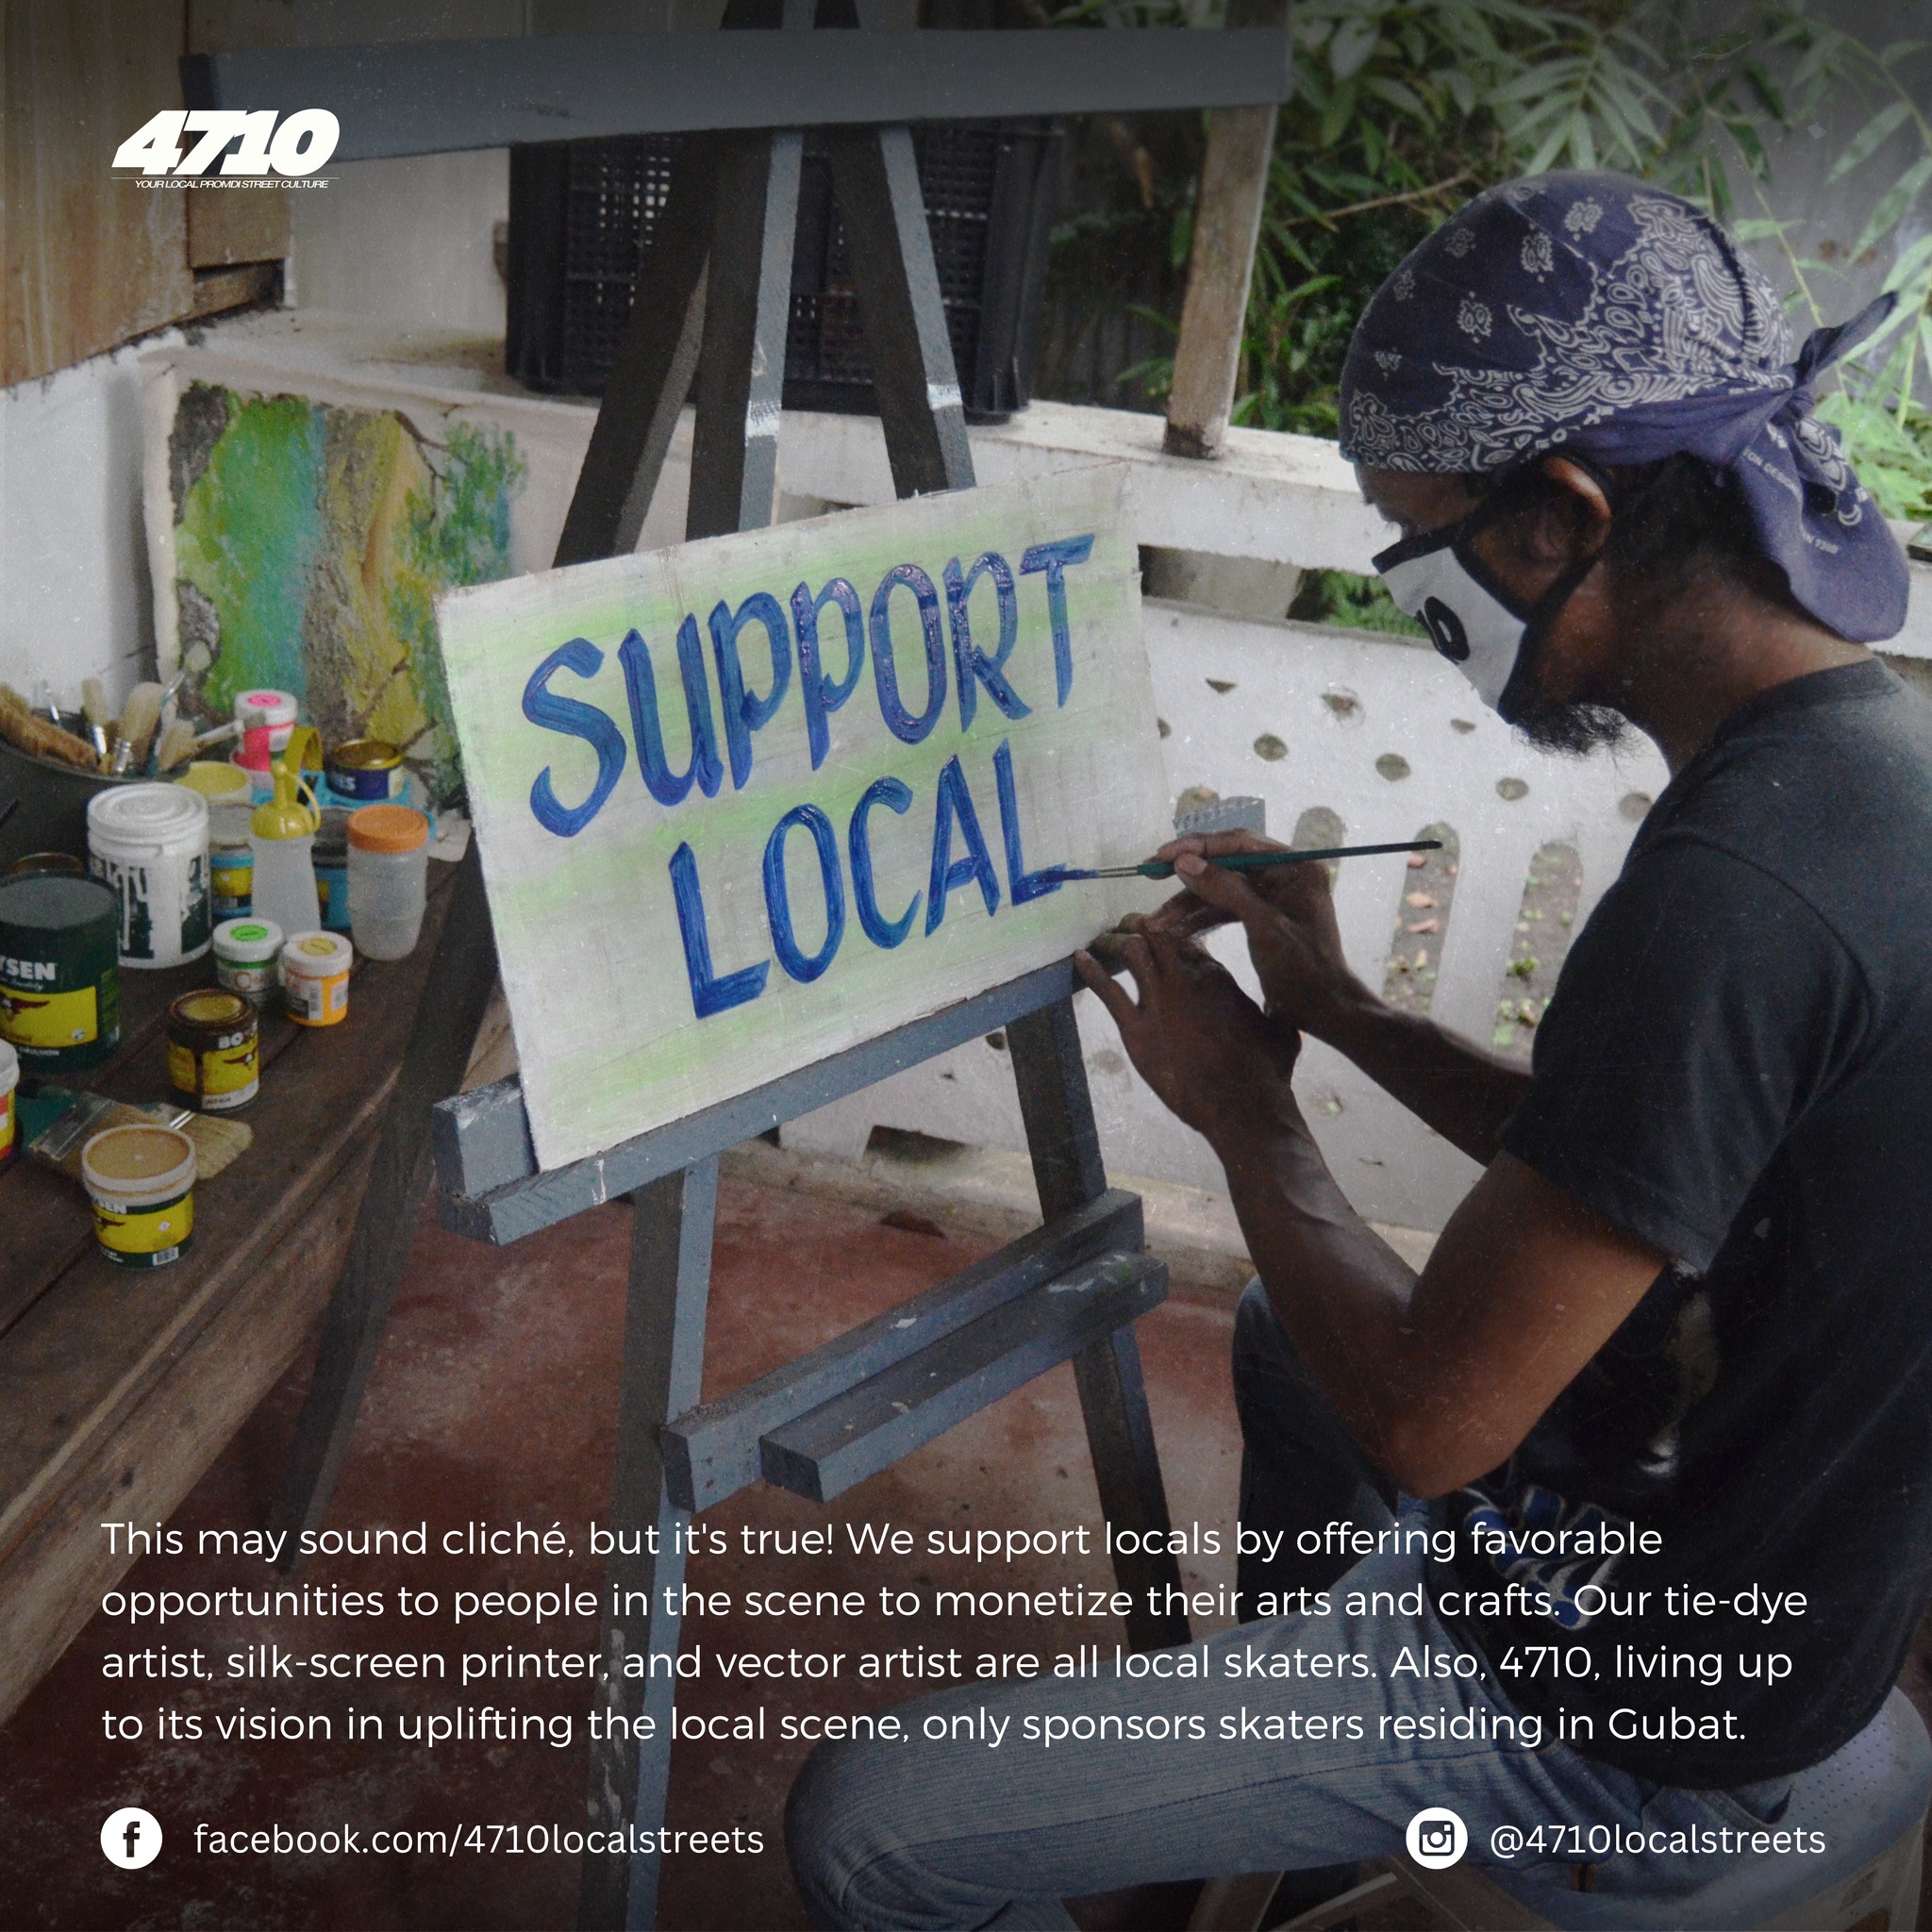 4710
YOUR LOCAL PROMDI STREET CULTURE
SUPPORT
LOCAL
YSEN
BO
SEN
This may sound cliché, but it's true! We support locals by offering favorable
opportunities to people in the scene to monetize their arts and crafts. Our tie-dye
artist, silk-screen printer, and vector artist are all local skaters. Also, 4710, living up
to its vision in uplifting the local scene, only sponsors skaters residing in Gubat.
facebook.com/4710localstreets
@4710localstreets